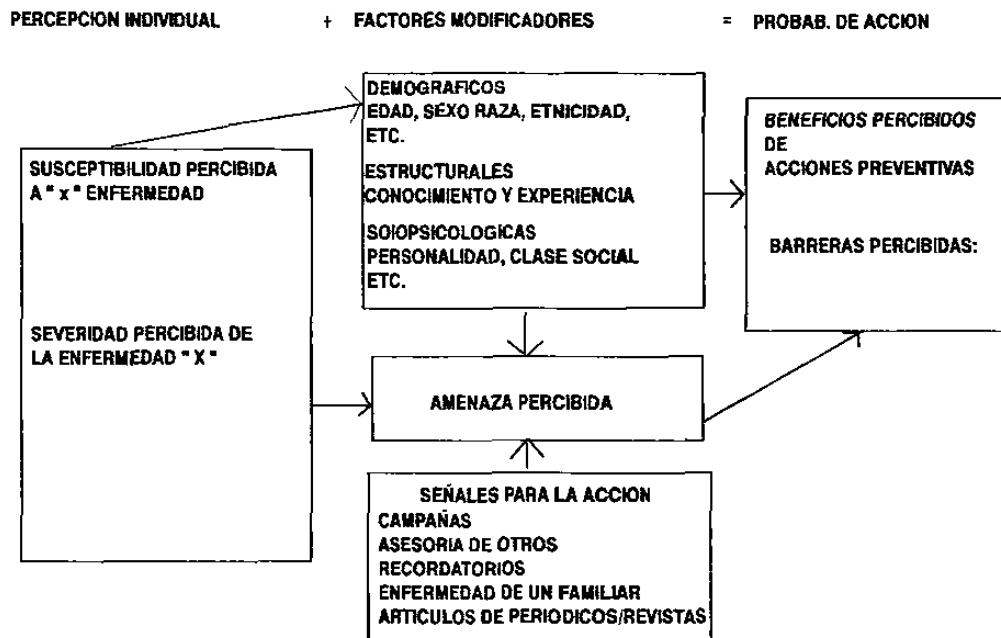 PERCEPCION INDIVIDUAL + FACTORES MODIFICADORES = PROBAB. DE ACCION
SUSCEPTIBILIDAD PERCIBIDA
A " x " ENFERMEDAD
SEVERIDAD PERCIBIDA DE
LA ENFERMEDAD " X "
DEMOGRAFICOS
EDAD, SEXO RAZA, ETNICIDAD,
ETC.
ESTRUCTURALES
CONOCIMIENTO Y EXPERIENCIA
SOIOPSICOLOGICAS
PERSONALIDAD, CLASE SOCIAL
ETC.
AMENAZA PERCIBIDA
SEÑALES PARA LA ACCION
CAMPAÑAS
ASESORIA DE OTROS
RECORDATORIOS
ENFERMEDAD DE UN FAMILIAR
ARTICULOS DE PERIODICOS/REVISTAS
BENEFICIOS PERCIBIDOS
DE
ACCIONES PREVENTIVAS
BARRERAS PERCIBIDAS: